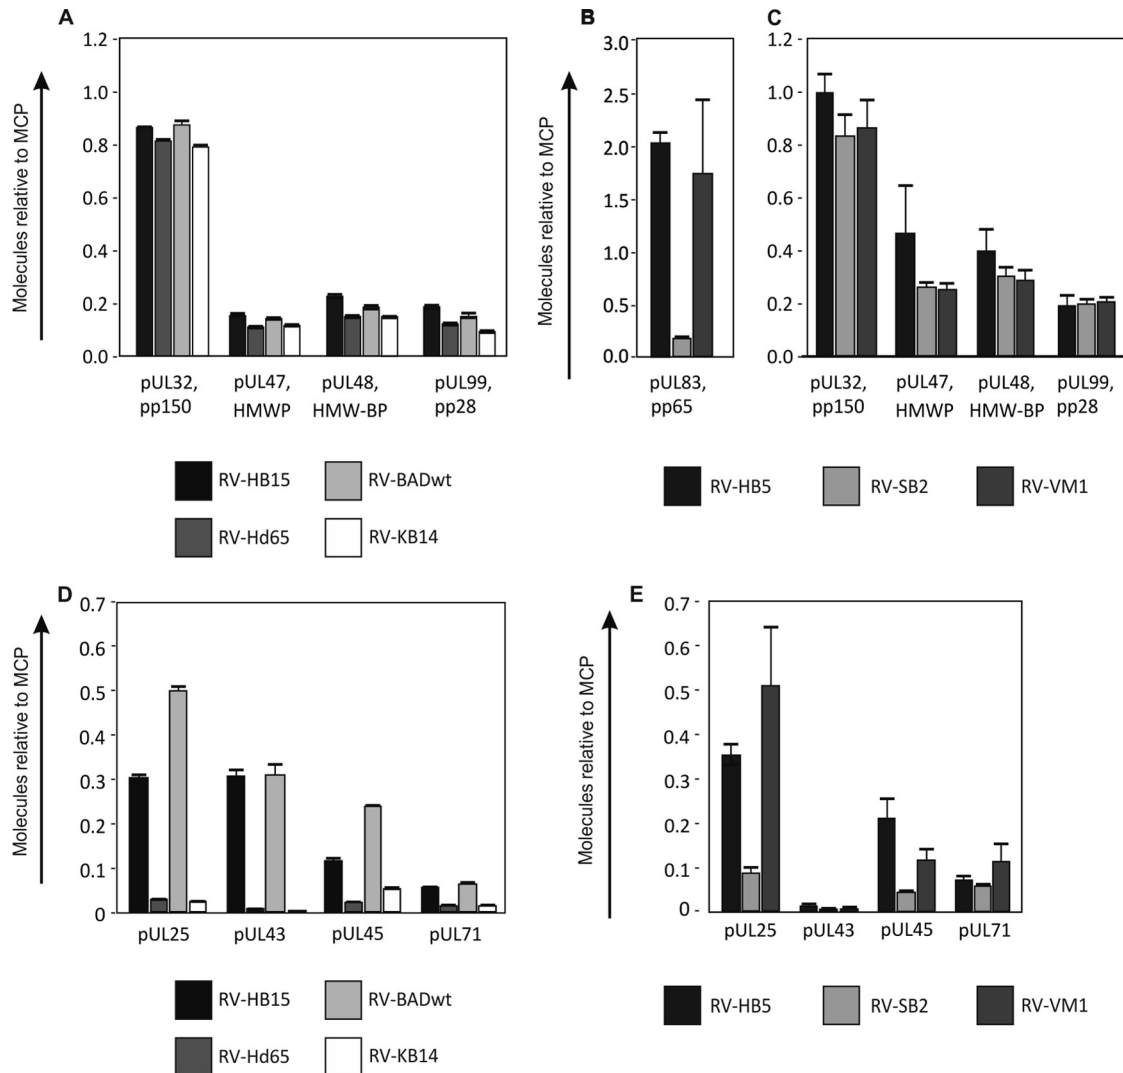 A
Molecules relative to MCP
1.2
1.0
0.8
0.6
0.4
0.2
0.0
pUL32, pUL47, pUL48, pUL99,
pp150 HMWP HMW-BP pp28
RV-HB15 RV-BADwt
RV-Hd65 RV-KB14
B
Molecules relative to MCP
3.0
2.5
2.0
1.5
1.0
0.5
0.0
pUL83,
pp65
C
1.2
1.0
0.8
0.6
0.4
0.2
0.0
pUL32, pUL47, pUL48, pUL99,
pp150 HMWP HMW-BP pp28
RV-HB5 RV-SB2 RV-VM1
D
Molecules relative to MCP
0.7
0.6
0.5
0.4
0.3
0.2
0.1
0
pUL25 pUL43 pUL45 pUL71
RV-HB15 RV-BADwt
RV-Hd65 RV-KB14
E
Molecules relative to MCP
0.7
0.6
0.5
0.4
0.3
0.2
0.1
0
pUL25 pUL43 pUL45 pUL71
RV-HB5 RV-SB2 RV-VM1